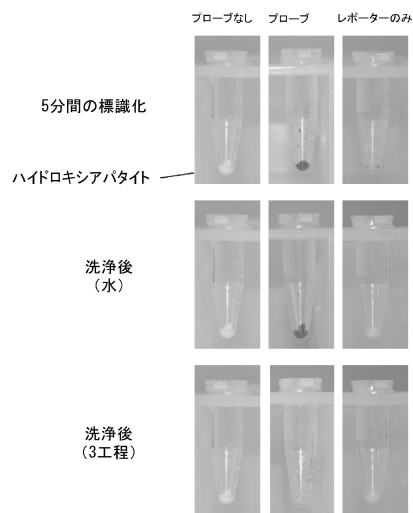 プローブなし プローブ レポーターのみ
5分間の標識化
ハイドロキシアパタイト
洗浄後
(水)
洗浄後
(3工程)